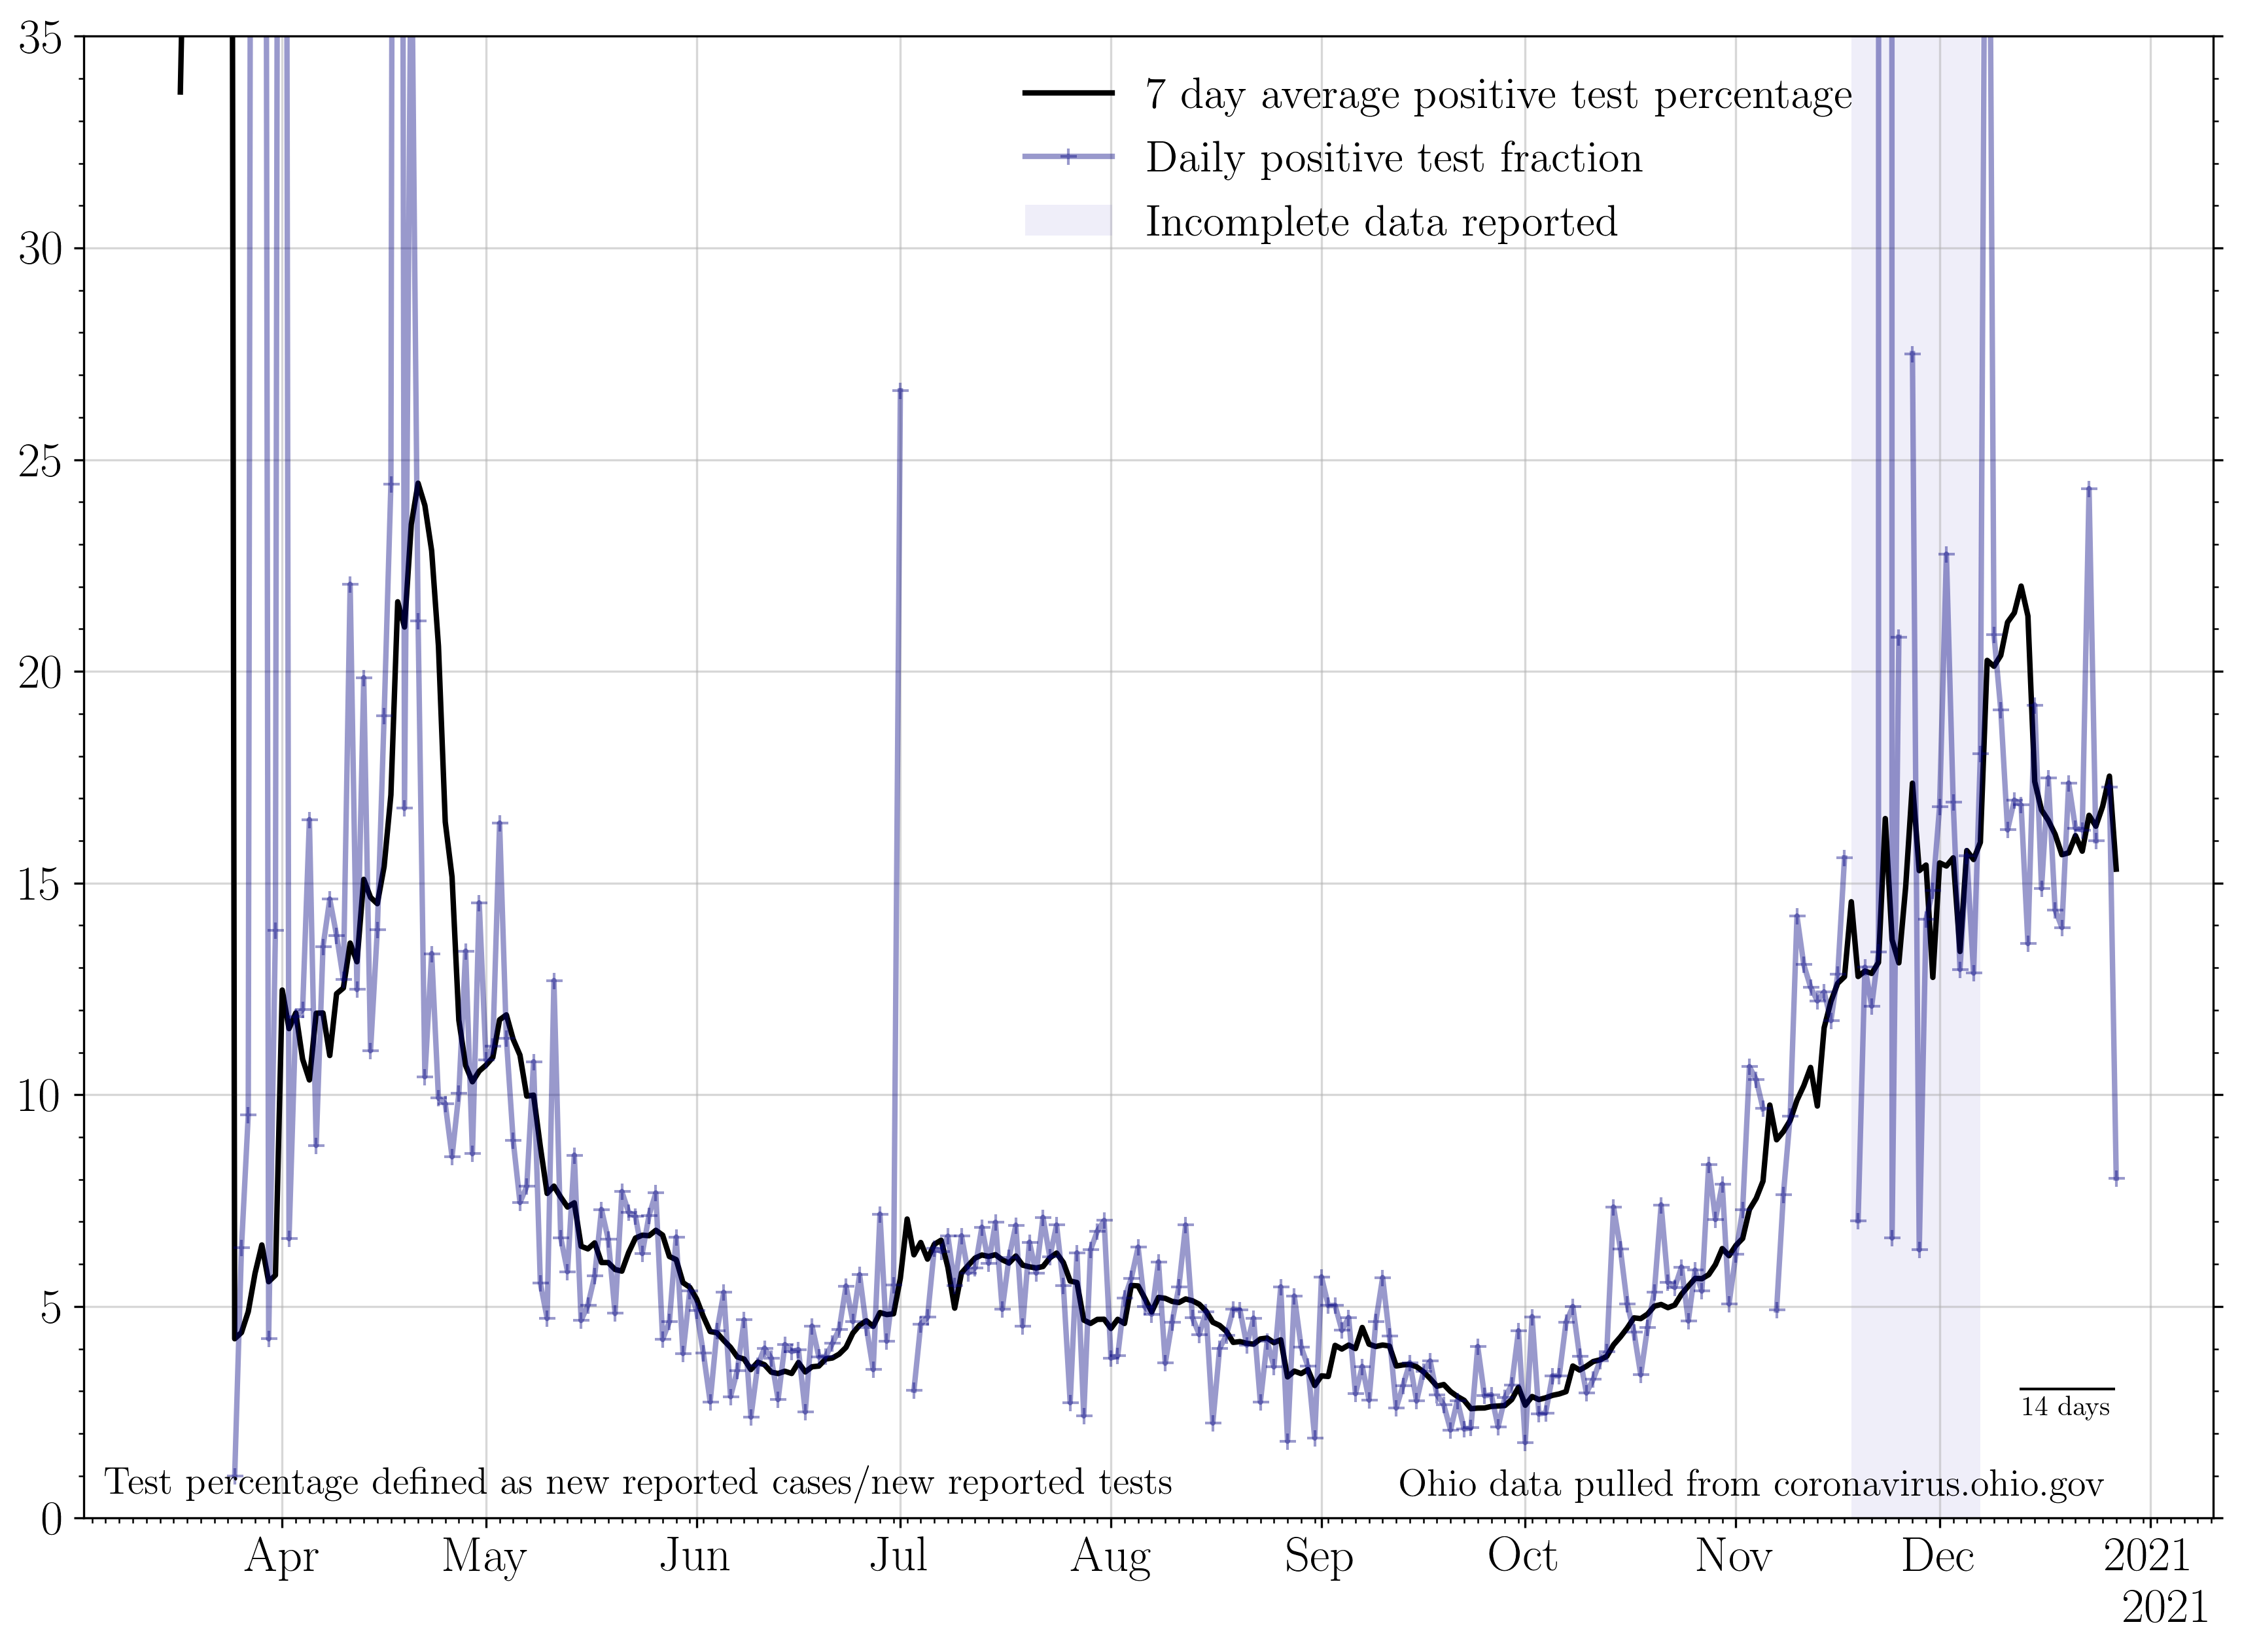 35
30
25
20
15
10
5
0
7 day average positive test percentage
Daily positive test fraction
Incomplete data reported
14 days
Test percentage defined as new reported cases/new reported tests
Ohio data pulled from coronavirus.ohio.gov
Apr May Jun Jul Aug Sep Oct Nov Dec 2021
2021